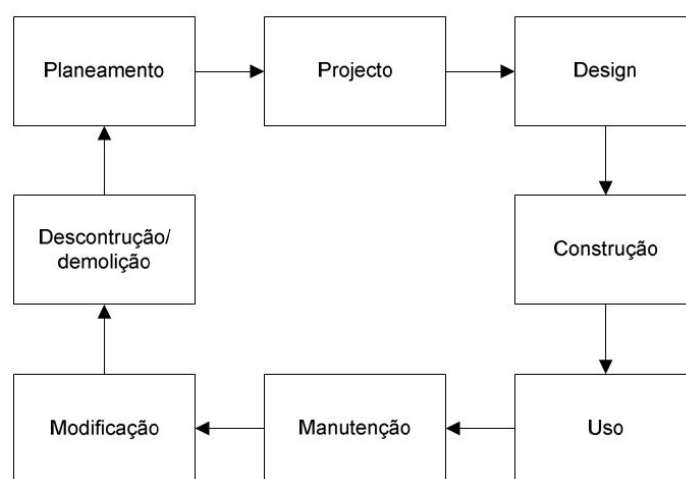 Planeamento
Projecto
Design
Descontrução/
demolição
Construção
Modificação
Manutenção
Uso